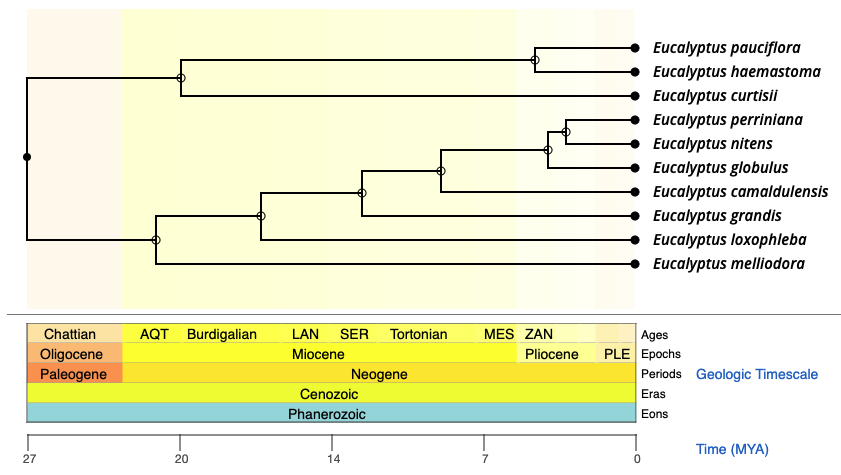 Eucalyptus pauciflora
Eucalyptus haemastoma
Eucalyptus curtisii
Eucalyptus perriniana
Eucalyptus nitens
Eucalyptus globulus
Eucalyptus camaldulensis
Eucalyptus grandis
Eucalyptus loxophleba
Eucalyptus melliodora
Chattian AQT Burdigalian LAN SER Tortonian MES ZAN Ages
Oligocene Miocene Pliocene PLE Epochs
Paleogene Neogene Periods Geologic Timescale
Cenozoic Eras
Phanerozoic Eons
27 20 14 7 0 Time (MYA)